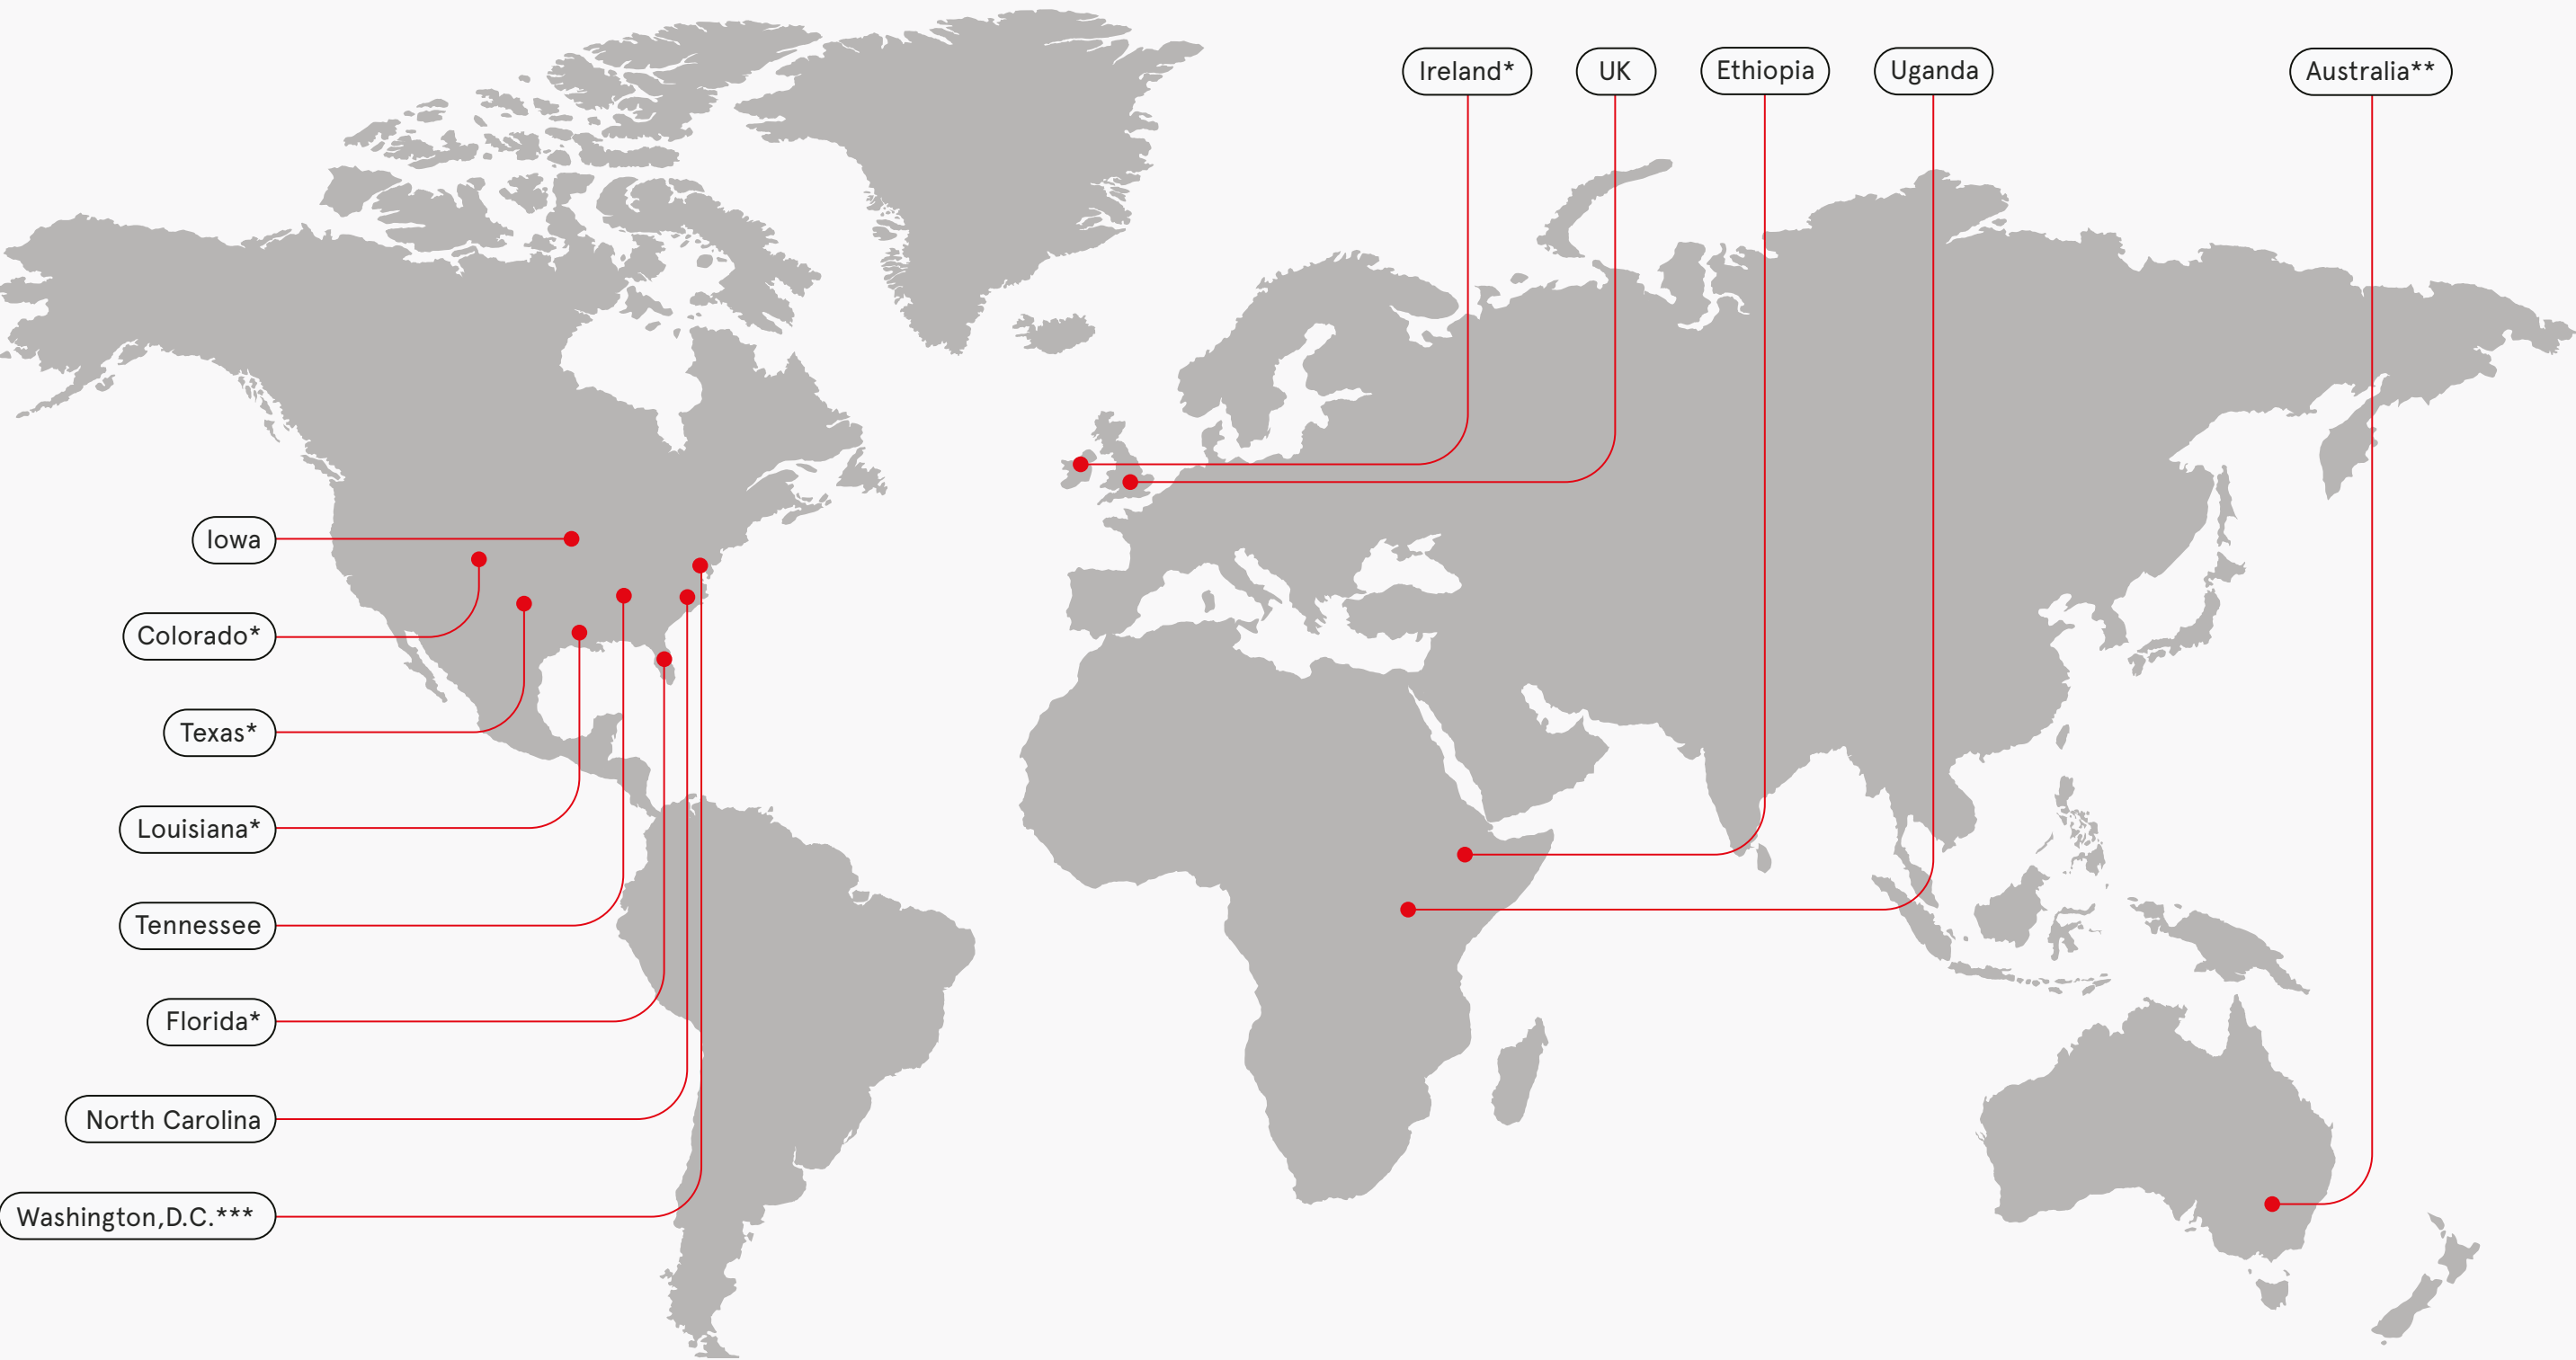 Ireland*
UK
Ethiopia
Uganda
Australia**
Iowa
Colorado*
Texas*
Louisiana*
Tennessee
Florida*
North Carolina
Washington,D.C.***